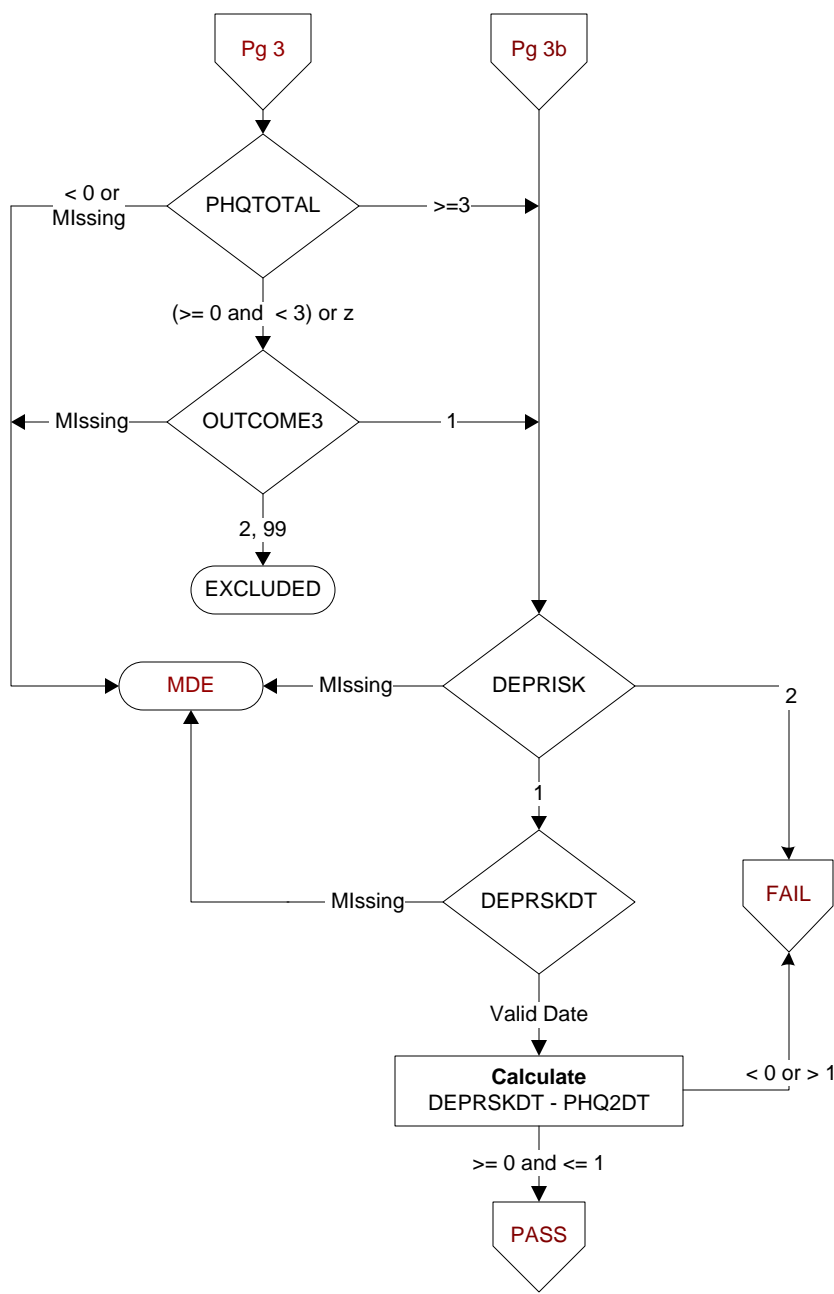 Pg 3
Pg 3b
< 0 or
MIssing
PHQTOTAL
>=3
(>= 0 and  < 3) or z
MIssing
OUTCOME3
1
2, 99
EXCLUDED
MDE
MIssing
DEPRISK
2
1
MIssing
DEPRSKDT
FAIL
Valid Date
Calculate
DEPRSKDT - PHQ2DT
< 0 or > 1
>= 0 and <= 1
PASS